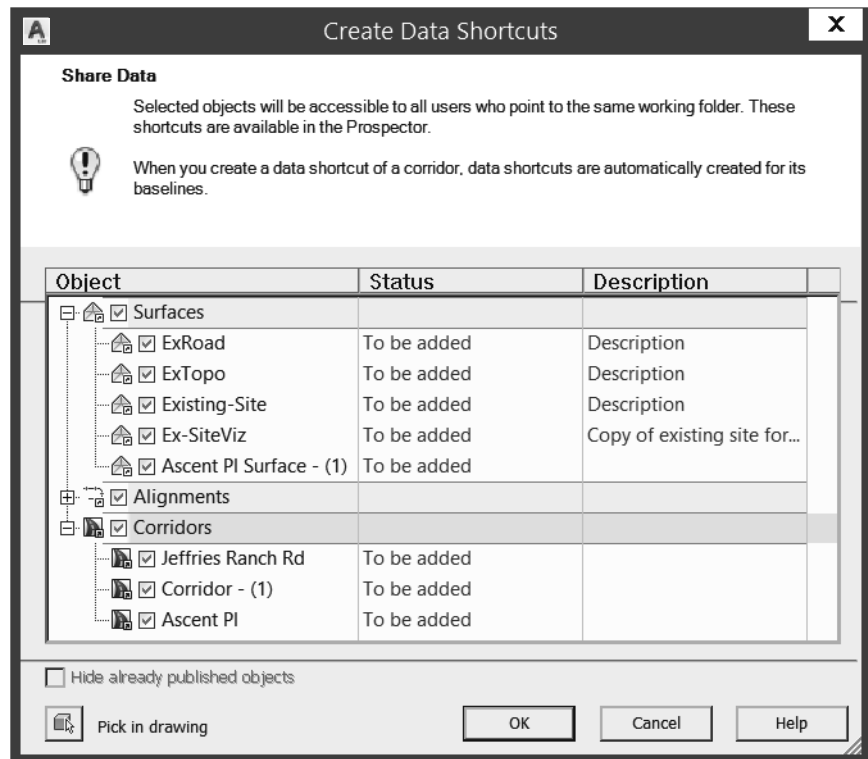 Create Data Shortcuts
X
Share Data
Selected objects will be accessible to all users who point to the same working folder. These
shortcuts are available in the Prospector.
When you create a data shortcut of a corridor, data shortcuts are automatically created for its
baselines.
Object Status Description
Surfaces
ExRoad To be added Description
ExTopo To be added Description
Existing-Site To be added Description
Ex-SiteViz To be added Copy of existing site for...
Ascent Pl Surface - (1) To be added
Alignments
Corridors
Jeffries Ranch Rd To be added
Corridor - (1) To be added
Ascent Pl To be added
Hide already published objects
Pick in drawing OK Cancel Help